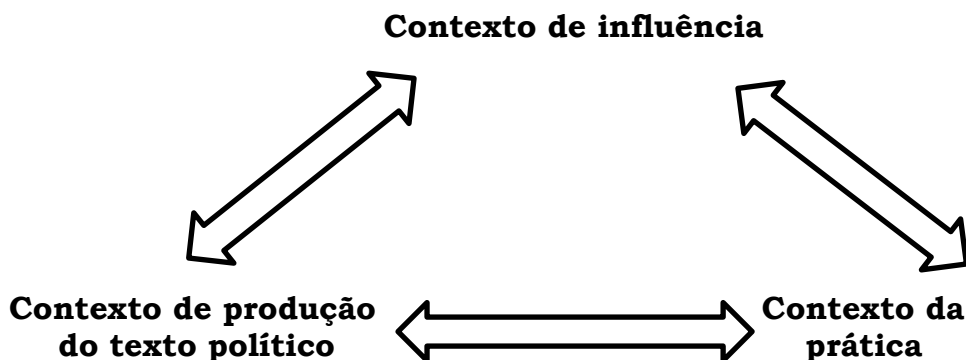 Contexto de influência
Contexto de produção
do texto político
Contexto da
prática